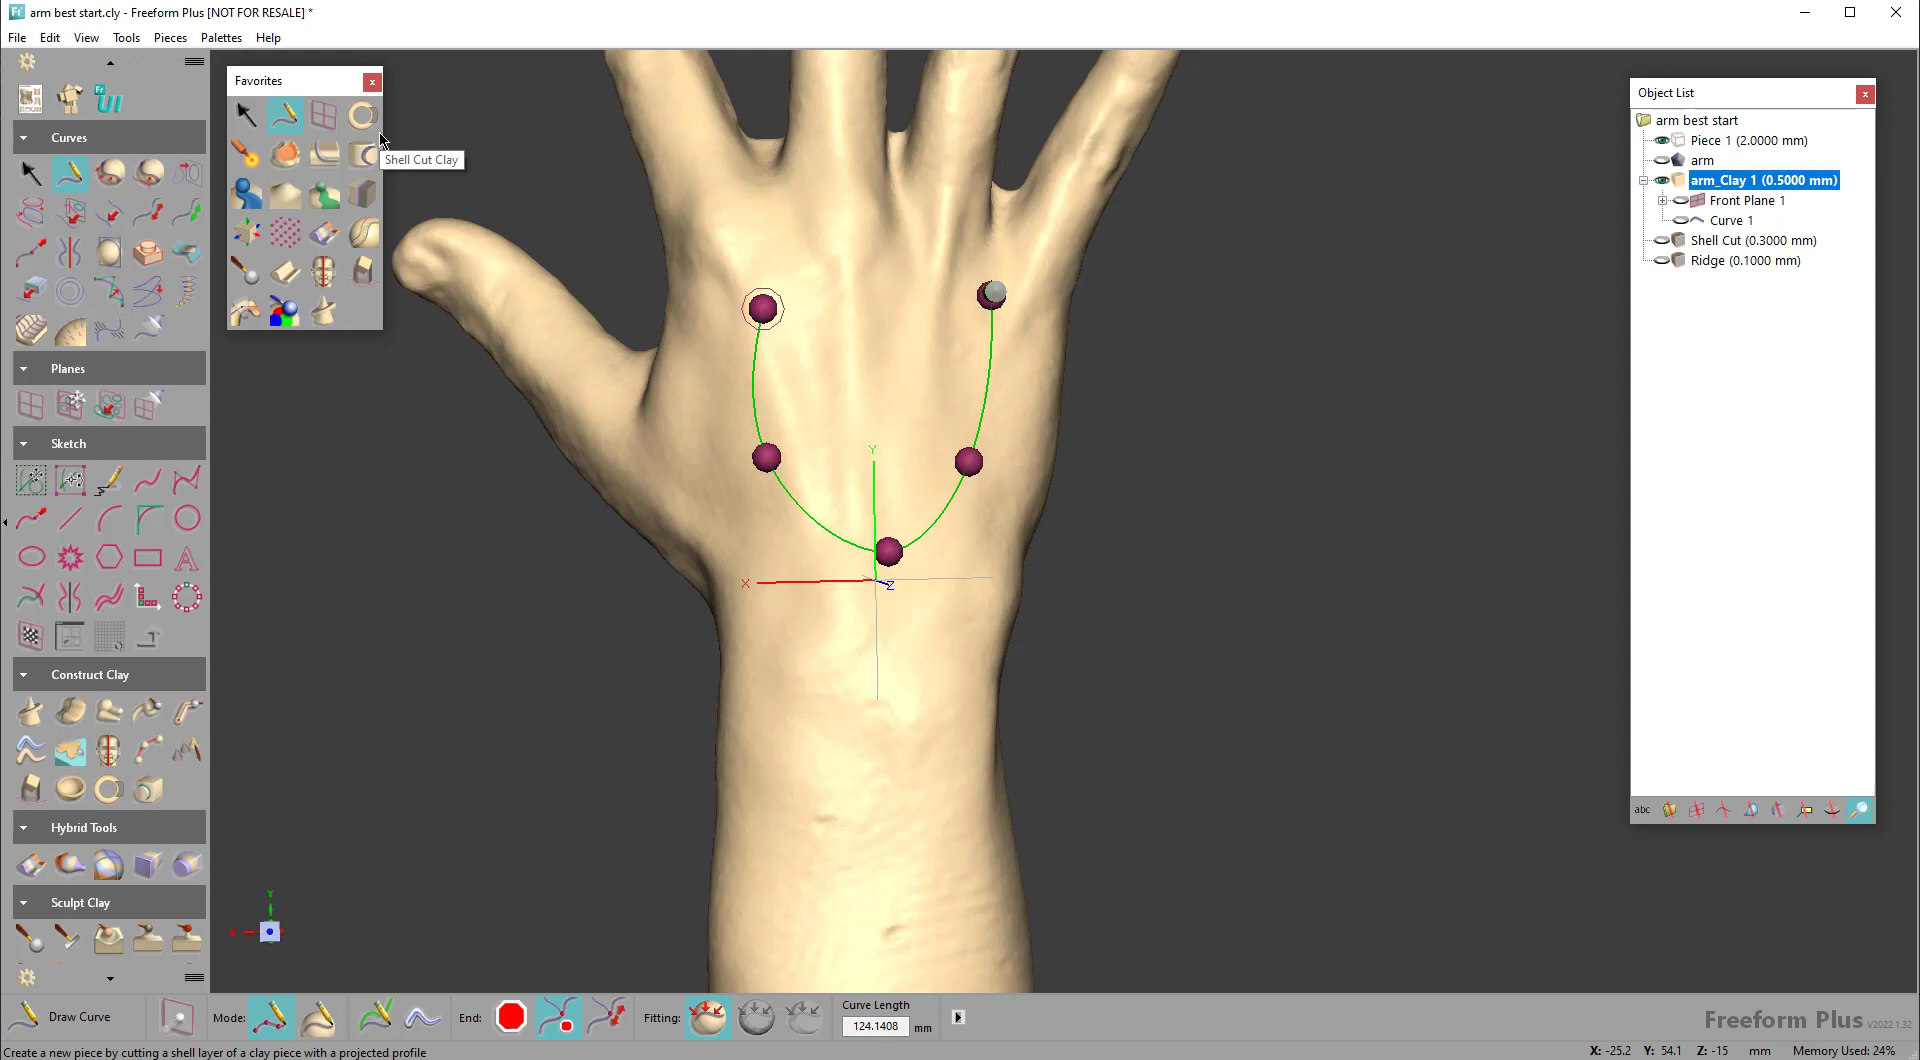 arm best start.cly - Freeform Plus [NOT FOR RESALE] *
File Edit View Tools Pieces Palettes Help
UI
Favorites
x
Shell Cut Clay
Object List
x
arm best start
Piece 1 (2.0000 mm)
arm
arm_Clay 1 (0.5000 mm)
Front Plane 1
Curve 1
Shell Cut (0.3000 mm)
Ridge (0.1000 mm)
abc
Curves
Planes
Sketch
Construct Clay
Hybrid Tools
Sculpt Clay
Y
X
Z
Y
X
Draw Curve
Mode:
End:
Fitting:
Curve Length
124.1408 mm
Freeform Plus V2022.1.32
Create a new piece by cutting a shell layer of a clay piece with a projected profile
X: -25.2 Y: 54.1 Z: -15 mm Memory Used: 24%